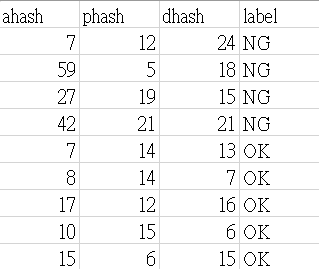 ahash phash dhash label
7 12 24 NG
59 5 18 NG
27 19 15 NG
42 21 21 NG
7 14 13 OK
8 14 7 OK
17 12 16 OK
10 15 6 OK
15 6 15 OK